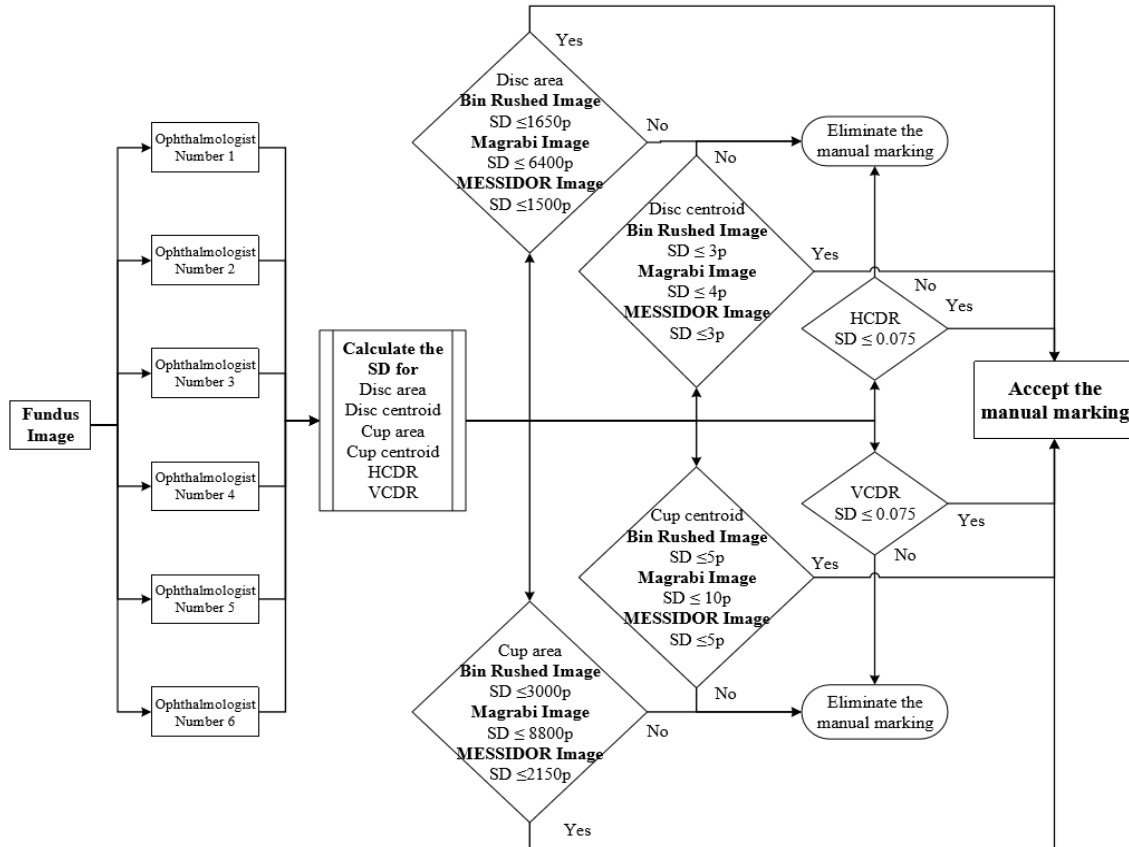 Fundus
Image
Ophthalmologist
Number 1
Ophthalmologist
Number 2
Ophthalmologist
Number 3
Ophthalmologist
Number 4
Ophthalmologist
Number 5
Ophthalmologist
Number 6
Calculate the
SD for
Disc area
Disc centroid
Cup area
Cup centroid
HCDR
VCDR
Yes
Disc area
Bin Rushed Image
SD ≤1650p
Magrabi Image
SD ≤ 6400p
MESSIDOR Image
SD ≤1500p
No
No
Disc centroid
Bin Rushed Image
SD ≤ 3p
Magrabi Image
SD ≤ 4p
MESSIDOR Image
SD ≤3p
Yes
Eliminate the
manual marking
No
HCDR
SD ≤ 0.075
Yes
Accept the
manual marking
VCDR
SD ≤ 0.075
Yes
No
Cup centroid
Bin Rushed Image
SD ≤5p
Magrabi Image
SD ≤ 10p
MESSIDOR Image
SD ≤5p
Yes
No
Cup area
Bin Rushed Image
SD ≤3000p
Magrabi Image
SD ≤ 8800p
MESSIDOR Image
SD ≤2150p
No
Yes
Eliminate the
manual marking